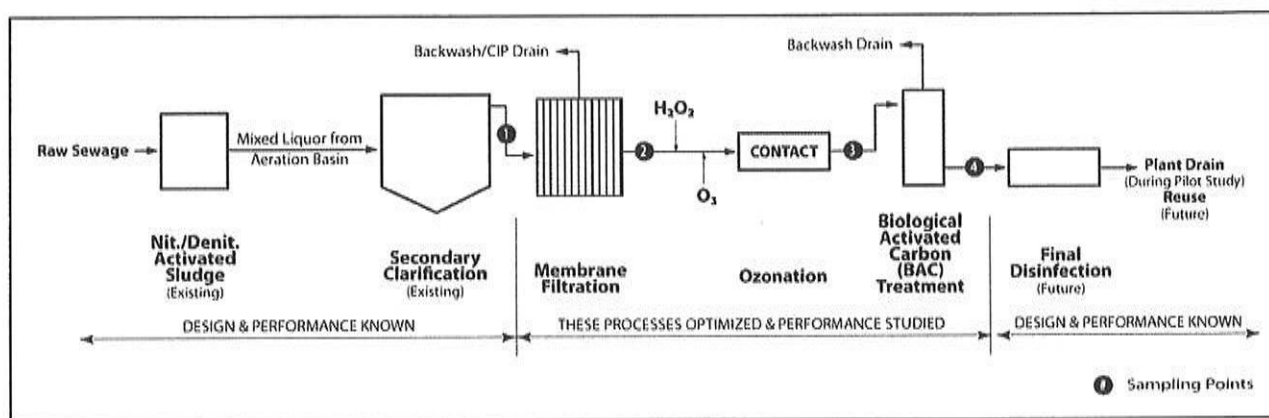 Backwash/CIP Drain
Backwash Drain
H₂O₂
Raw Sewage
Mixed Liquor from
Aeration Basin
1
2
CONTACT
3
4
O₃
Plant Drain
(During Pilot Study)
Reuse
(Future)
Nit./Denit.
Activated
Sludge
(Existing)
Secondary
Clarification
(Existing)
Membrane
Filtration
Ozonation
Biological
Activated
Carbon
(BAC)
Treatment
Final
Disinfection
(Future)
DESIGN & PERFORMANCE KNOWN
THESE PROCESSES OPTIMIZED & PERFORMANCE STUDIED
DESIGN & PERFORMANCE KNOWN
Sampling Points